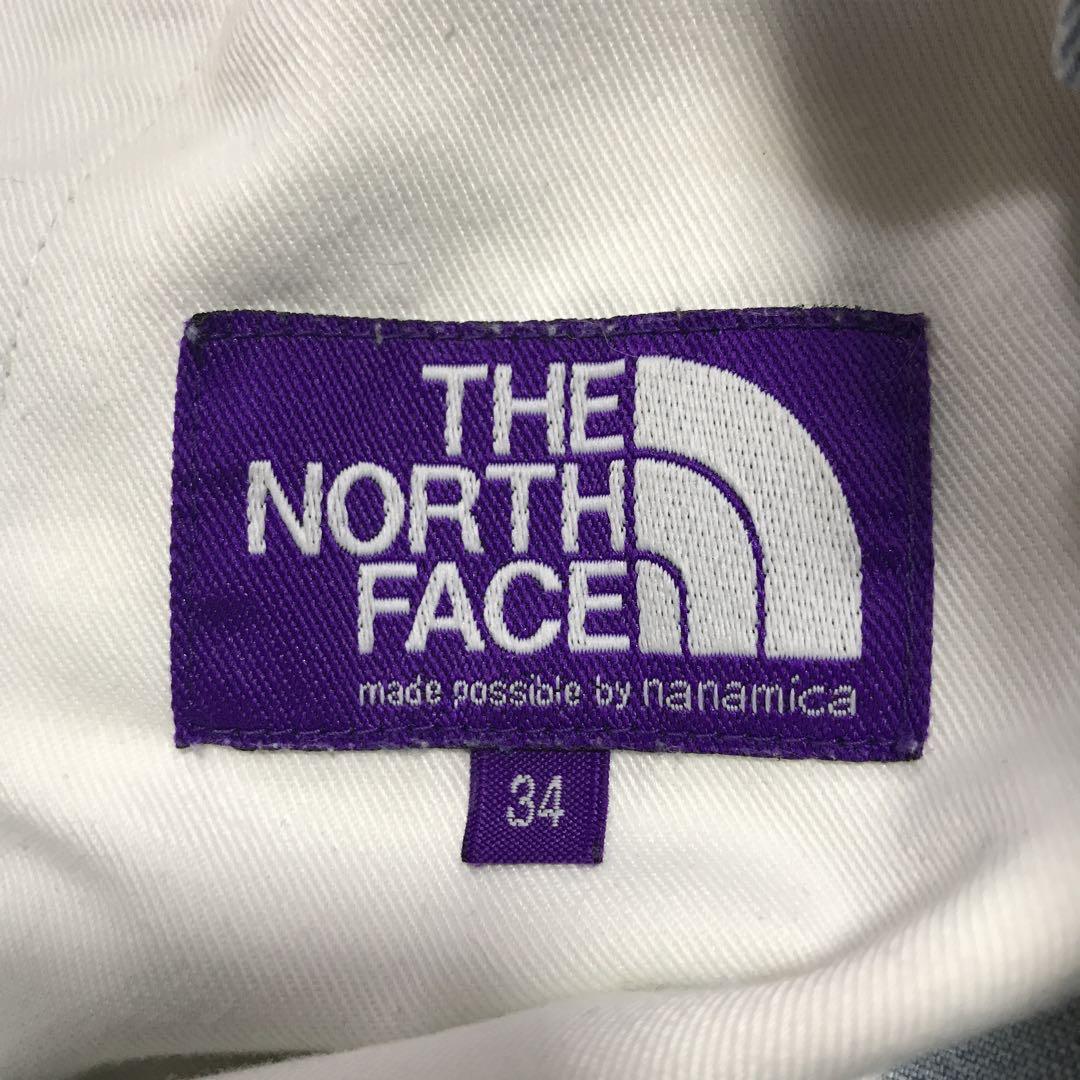 THE
NORTH
FACE
made possible by nanamica
34